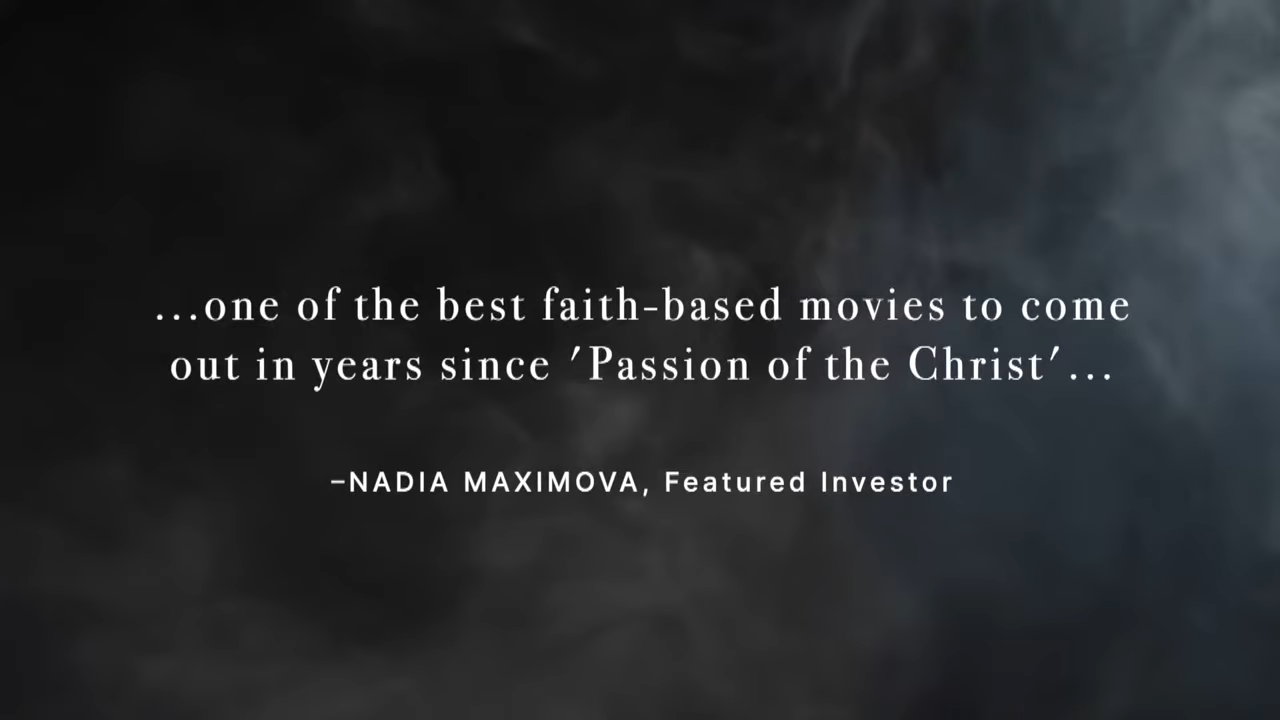 ...one of the best faith-based movies to come
out in years since 'Passion of the Christ'...
–NADIA MAXIMOVA, Featured Investor